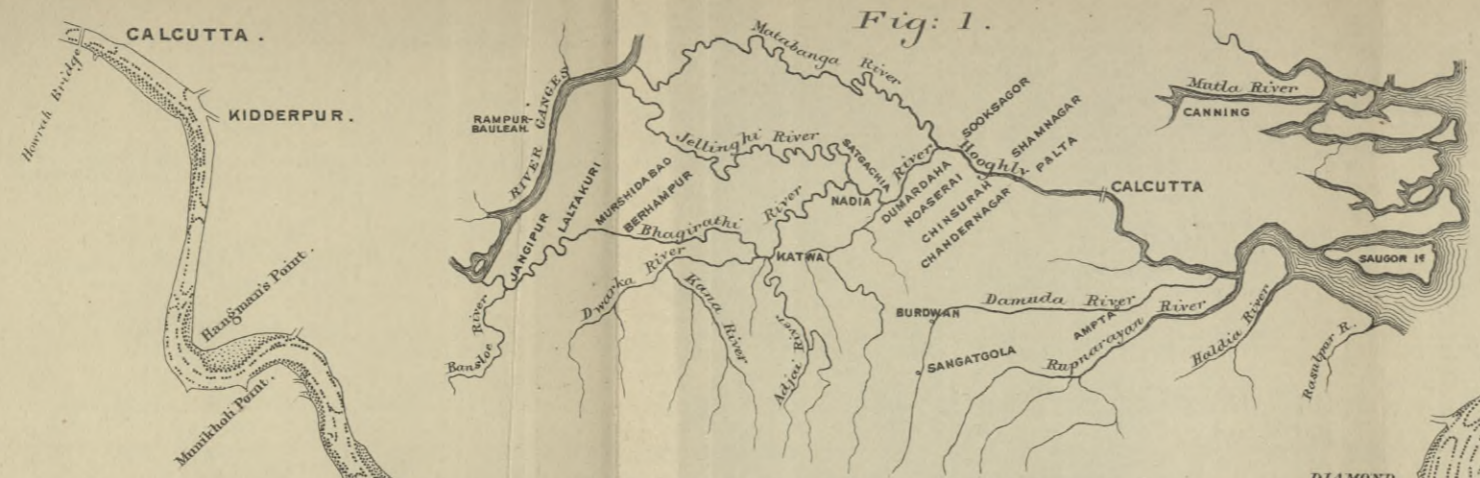 Fig: 1.
CALCUTTA.
Howrah Bridge
KIDDERPUR.
Hangman's Point.
Munikhali Point.
RAMPUR-
BAULEAH.
RIVER GANGES
Matabanga River
Jellinghi River
SATGACHIA
NADIA
River
JANGIPUR
LALTAKURI
MURSHIDABAD
BERHAMPUR
Bhagirathi River
KATWA
Dwarka River
Kana River
Adjai River
Bansloe River
SOOKSAGOR
Hooghly
SHAMNAGAR
PALTA
DUMARDAHA
NOASERAI
CHINSURAH
CHANDERNAGAR
CALCUTTA
Mutla River
CANNING
SAUGOR Id
BURDWAN
Damuda River
AMPTA
SANGATGOLA
Rupnarayan River
Haldia River
Rasulpur R.
DIAMOND